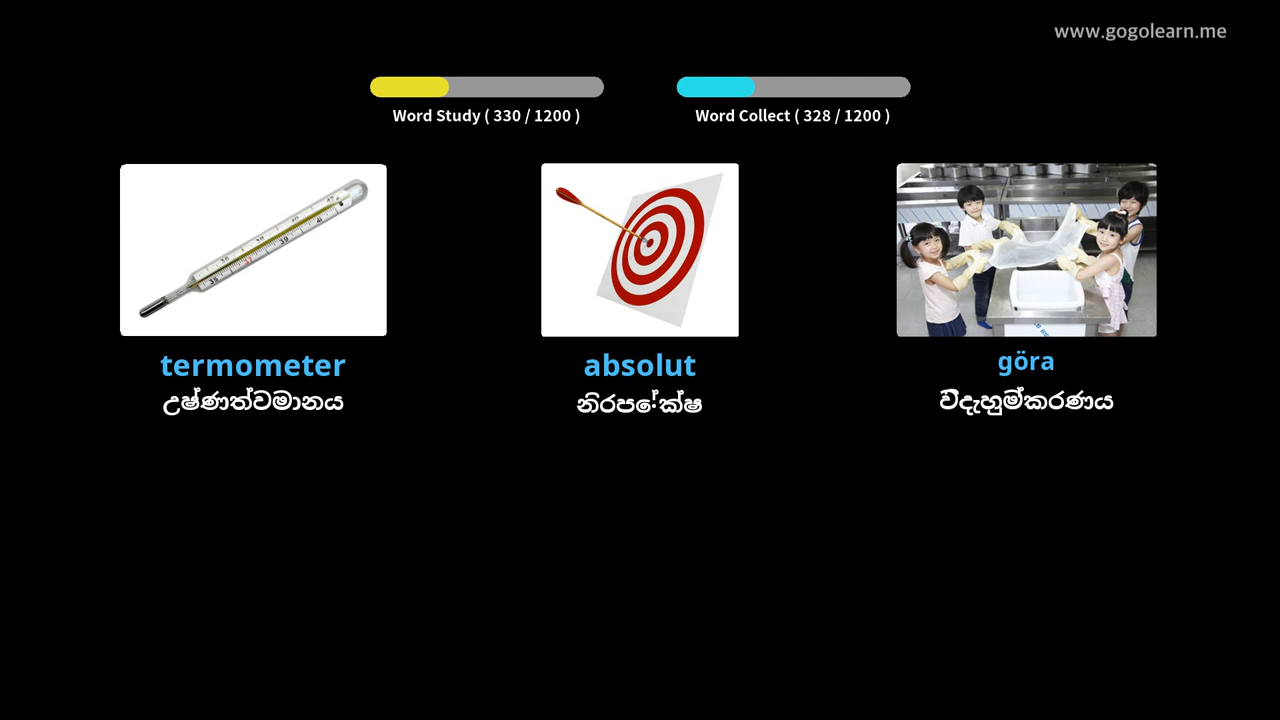 www.gogolearn.me
Word Study ( 330 / 1200 )
Word Collect ( 328 / 1200 )
termometer
absolut
göra
උෂ්ණත්වමානය
නිරපේක්ෂ
විදැහුම්කරණය